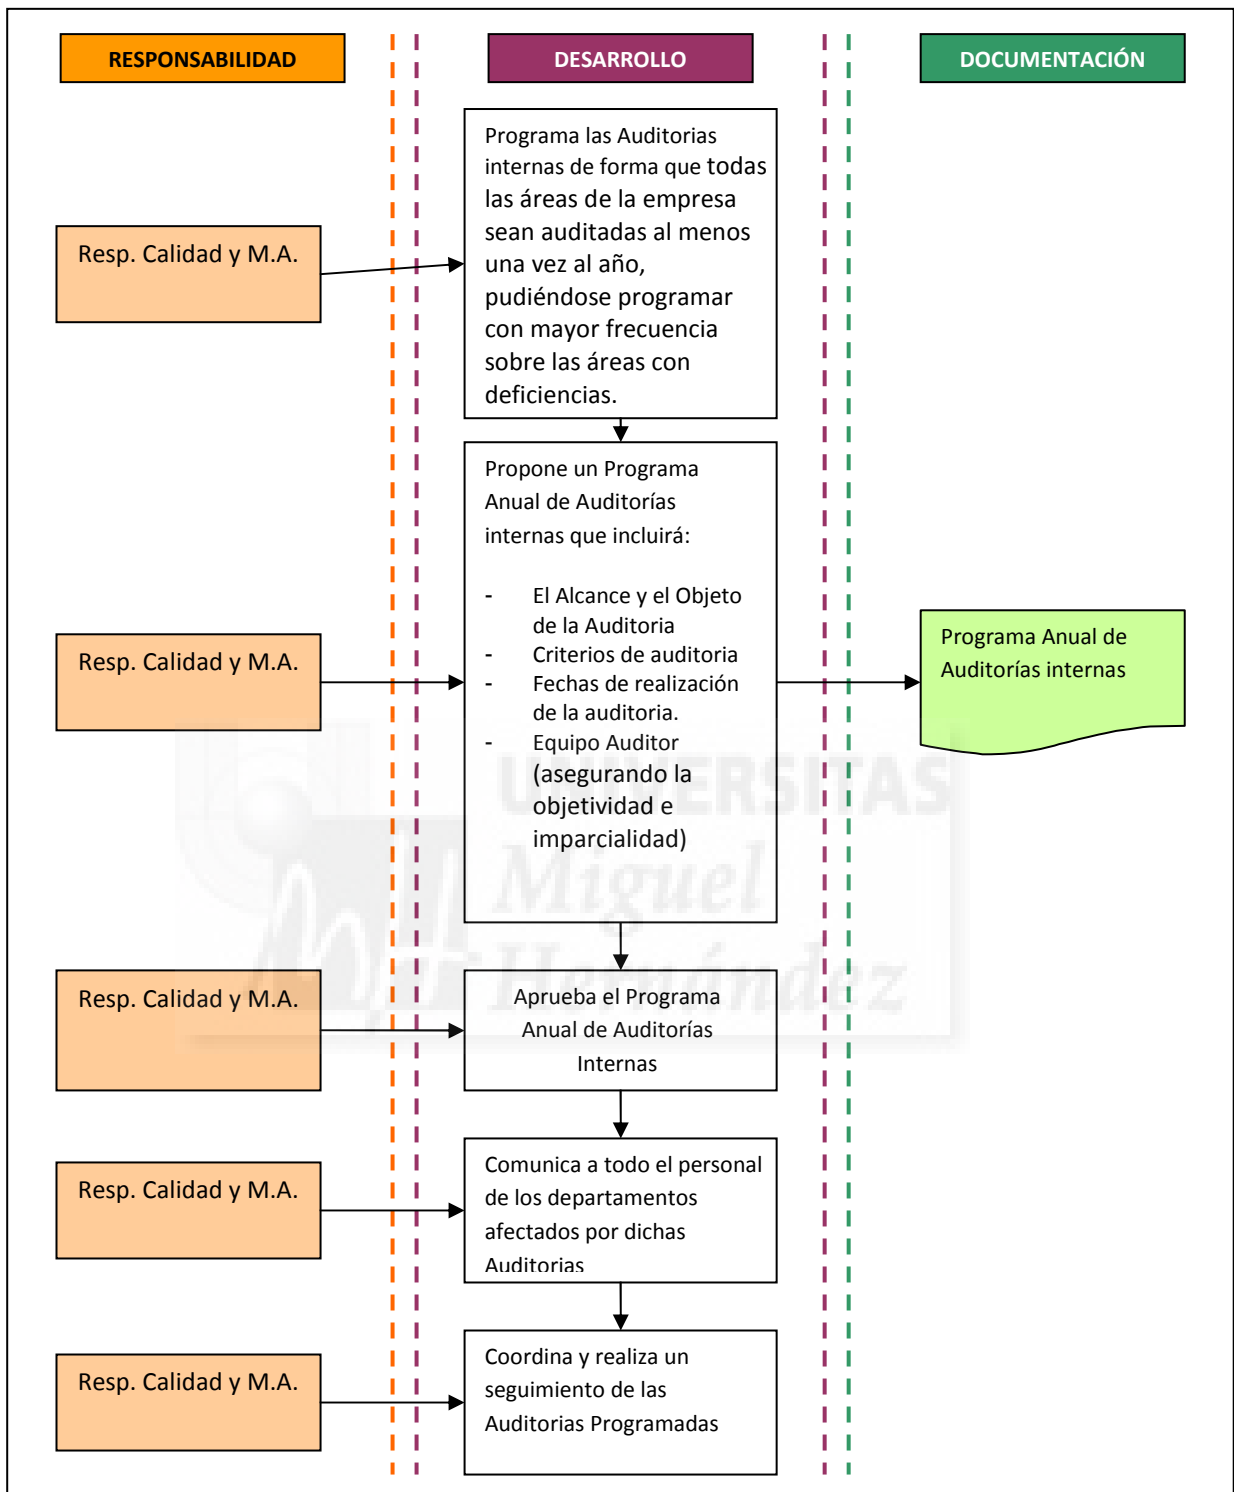 RESPONSABILIDAD
DESARROLLO
DOCUMENTACIÓN
Resp. Calidad y M.A.
Programa las Auditorias
internas de forma que todas
las áreas de la empresa
sean auditadas al menos
una vez al año,
pudiéndose programar
con mayor frecuencia
sobre las áreas con
deficiencias.
Resp. Calidad y M.A.
Propone un Programa
Anual de Auditorías
internas que incluirá:
- El Alcance y el Objeto
de la Auditoria
- Criterios de auditoria
- Fechas de realización
de la auditoria.
- Equipo Auditor
(asegurando la
objetividad e
imparcialidad)
Programa Anual de
Auditorías internas
UNIVERSITAS
Miguel
Hernández
Resp. Calidad y M.A.
Aprueba el Programa
Anual de Auditorías
Internas
Resp. Calidad y M.A.
Comunica a todo el personal
de los departamentos
afectados por dichas
Auditorias
Resp. Calidad y M.A.
Coordina y realiza un
seguimiento de las
Auditorias Programadas